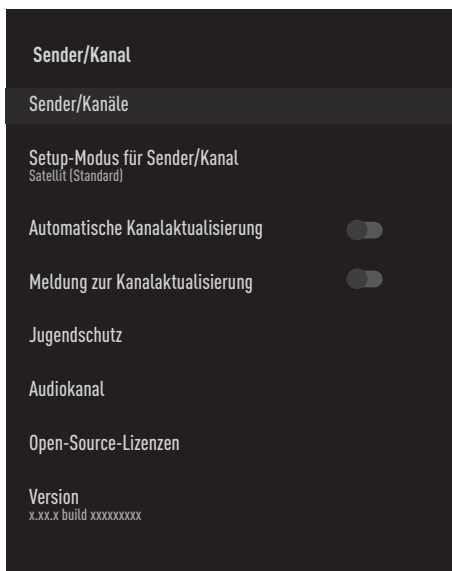 Sender/Kanal
Sender/Kanäle
Setup-Modus für Sender/Kanal
Satellit (Standard)
Automatische Kanalaktualisierung
Meldung zur Kanalaktualisierung
Jugendschutz
Audiokanal
Open-Source-Lizenzen
Version
x.xx.x build xxxxxxxxx